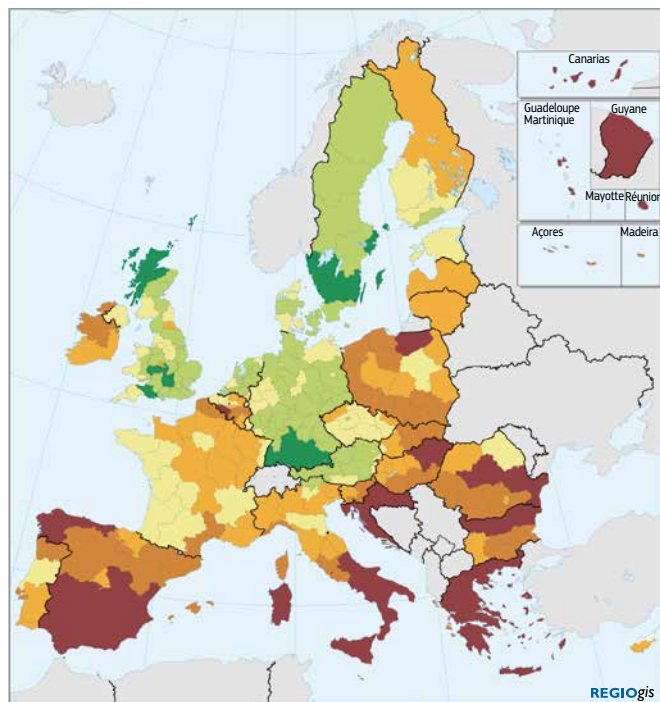 Canarias
Guadeloupe
Martinique
Guyane
Mayotte
Réunion
Açores
Madeira
REGIOgis